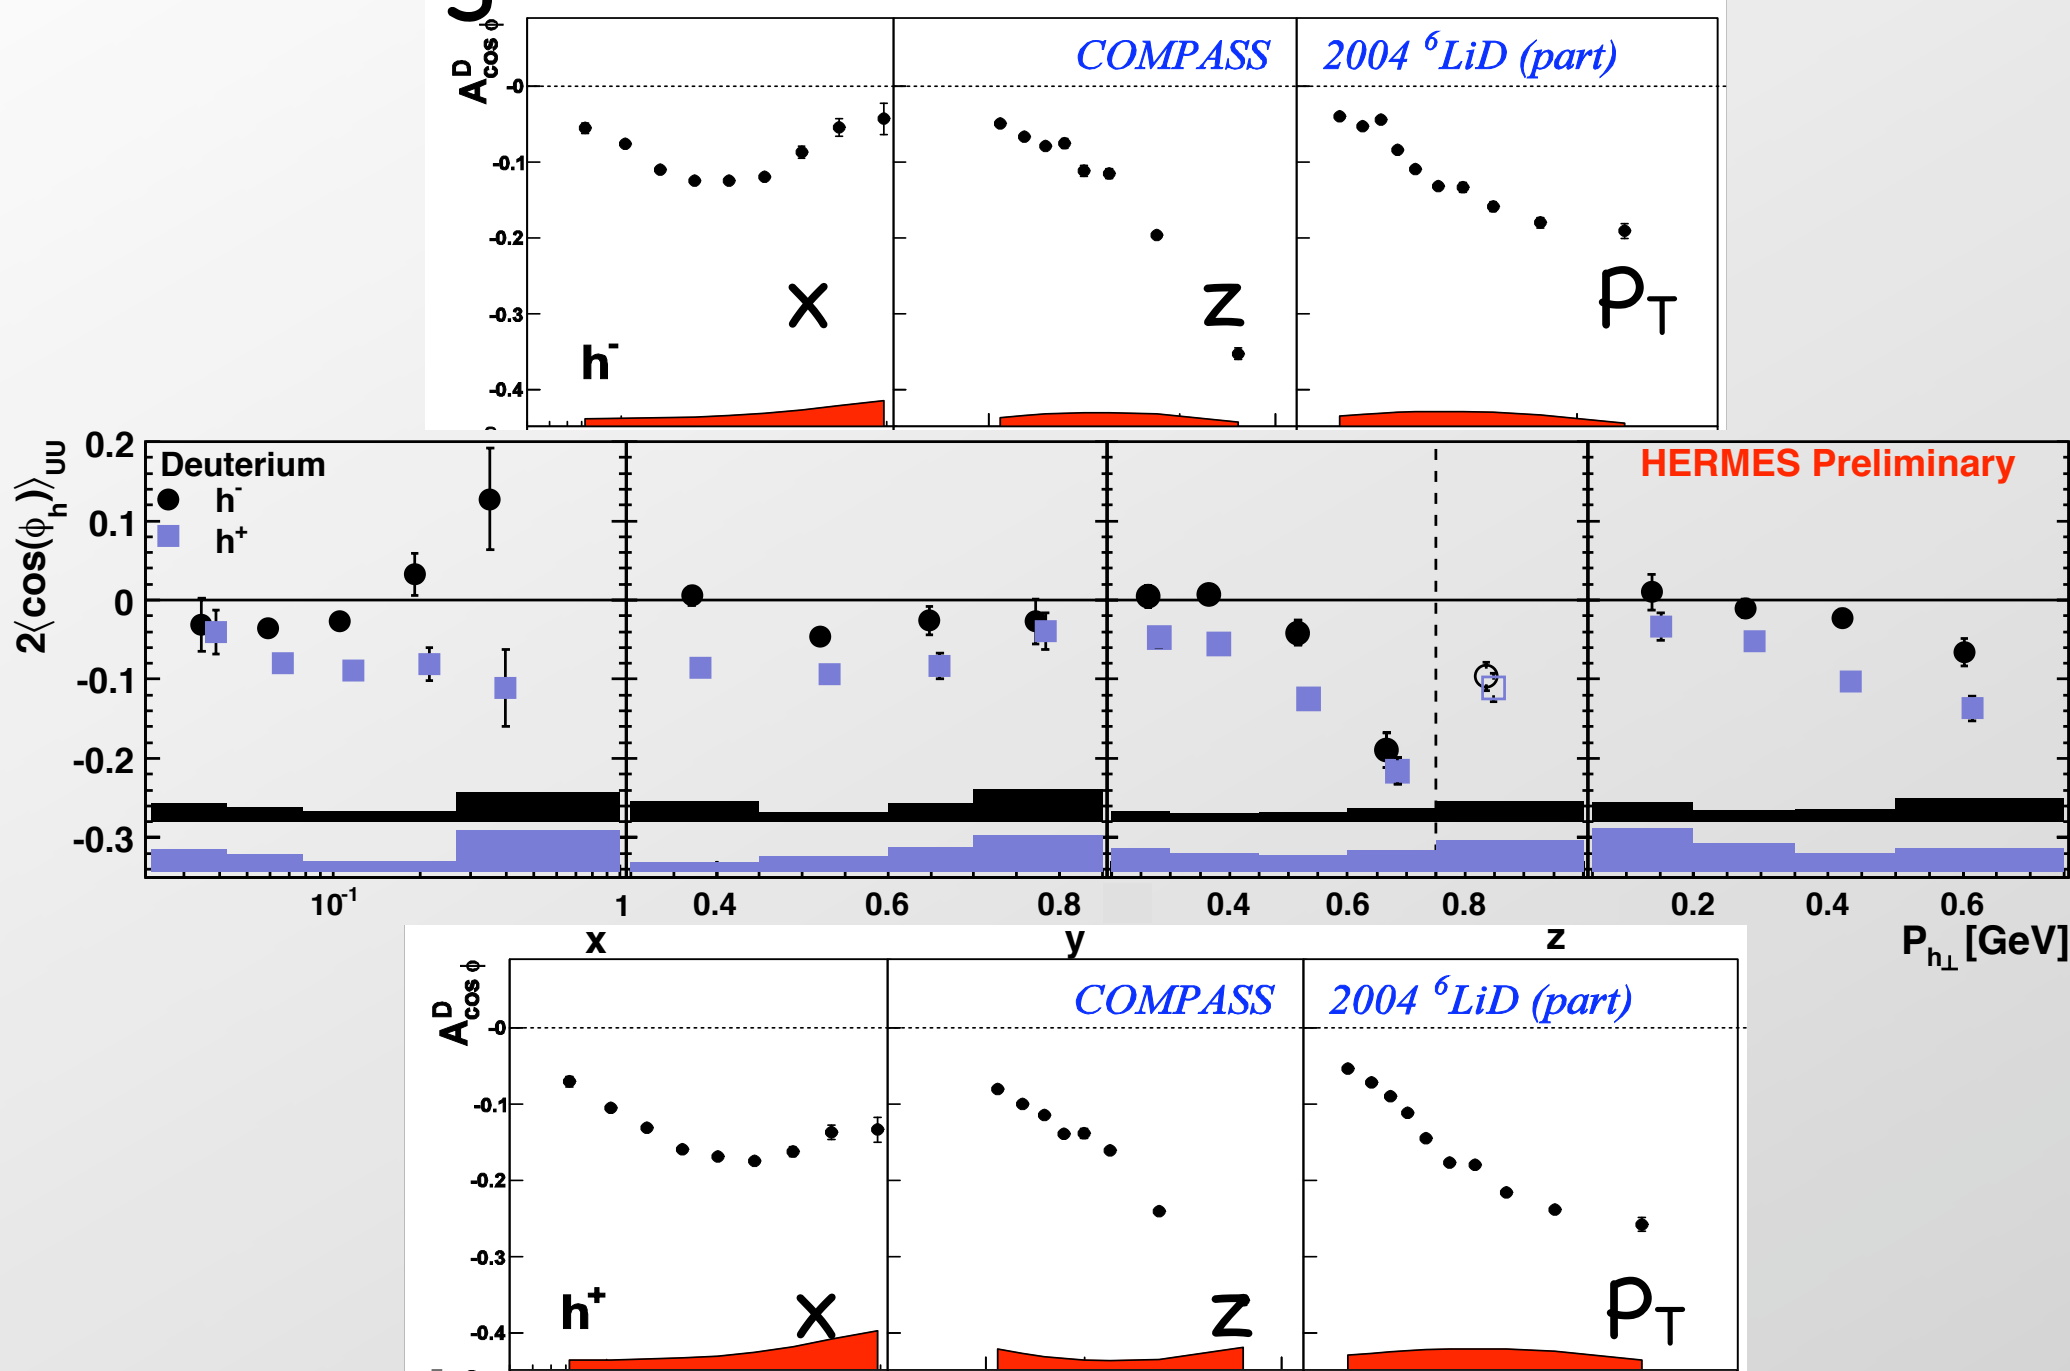 A^D_cos φ
COMPASS 2004 ^6LiD (part)
-0
-0.1
-0.2
-0.3
-0.4
h^-
x
z
P_T
2⟨cos(ϕ_h)⟩_UU
0.2
0.1
0
-0.1
-0.2
-0.3
Deuterium
h^-
h^+
HERMES Preliminary
10^-1 1 0.4 0.6 0.8 0.4 0.6 0.8 0.2 0.4 0.6
x y z P_h⊥ [GeV]
A^D_cos φ
COMPASS 2004 ^6LiD (part)
-0
-0.1
-0.2
-0.3
-0.4
h^+
x
z
P_T